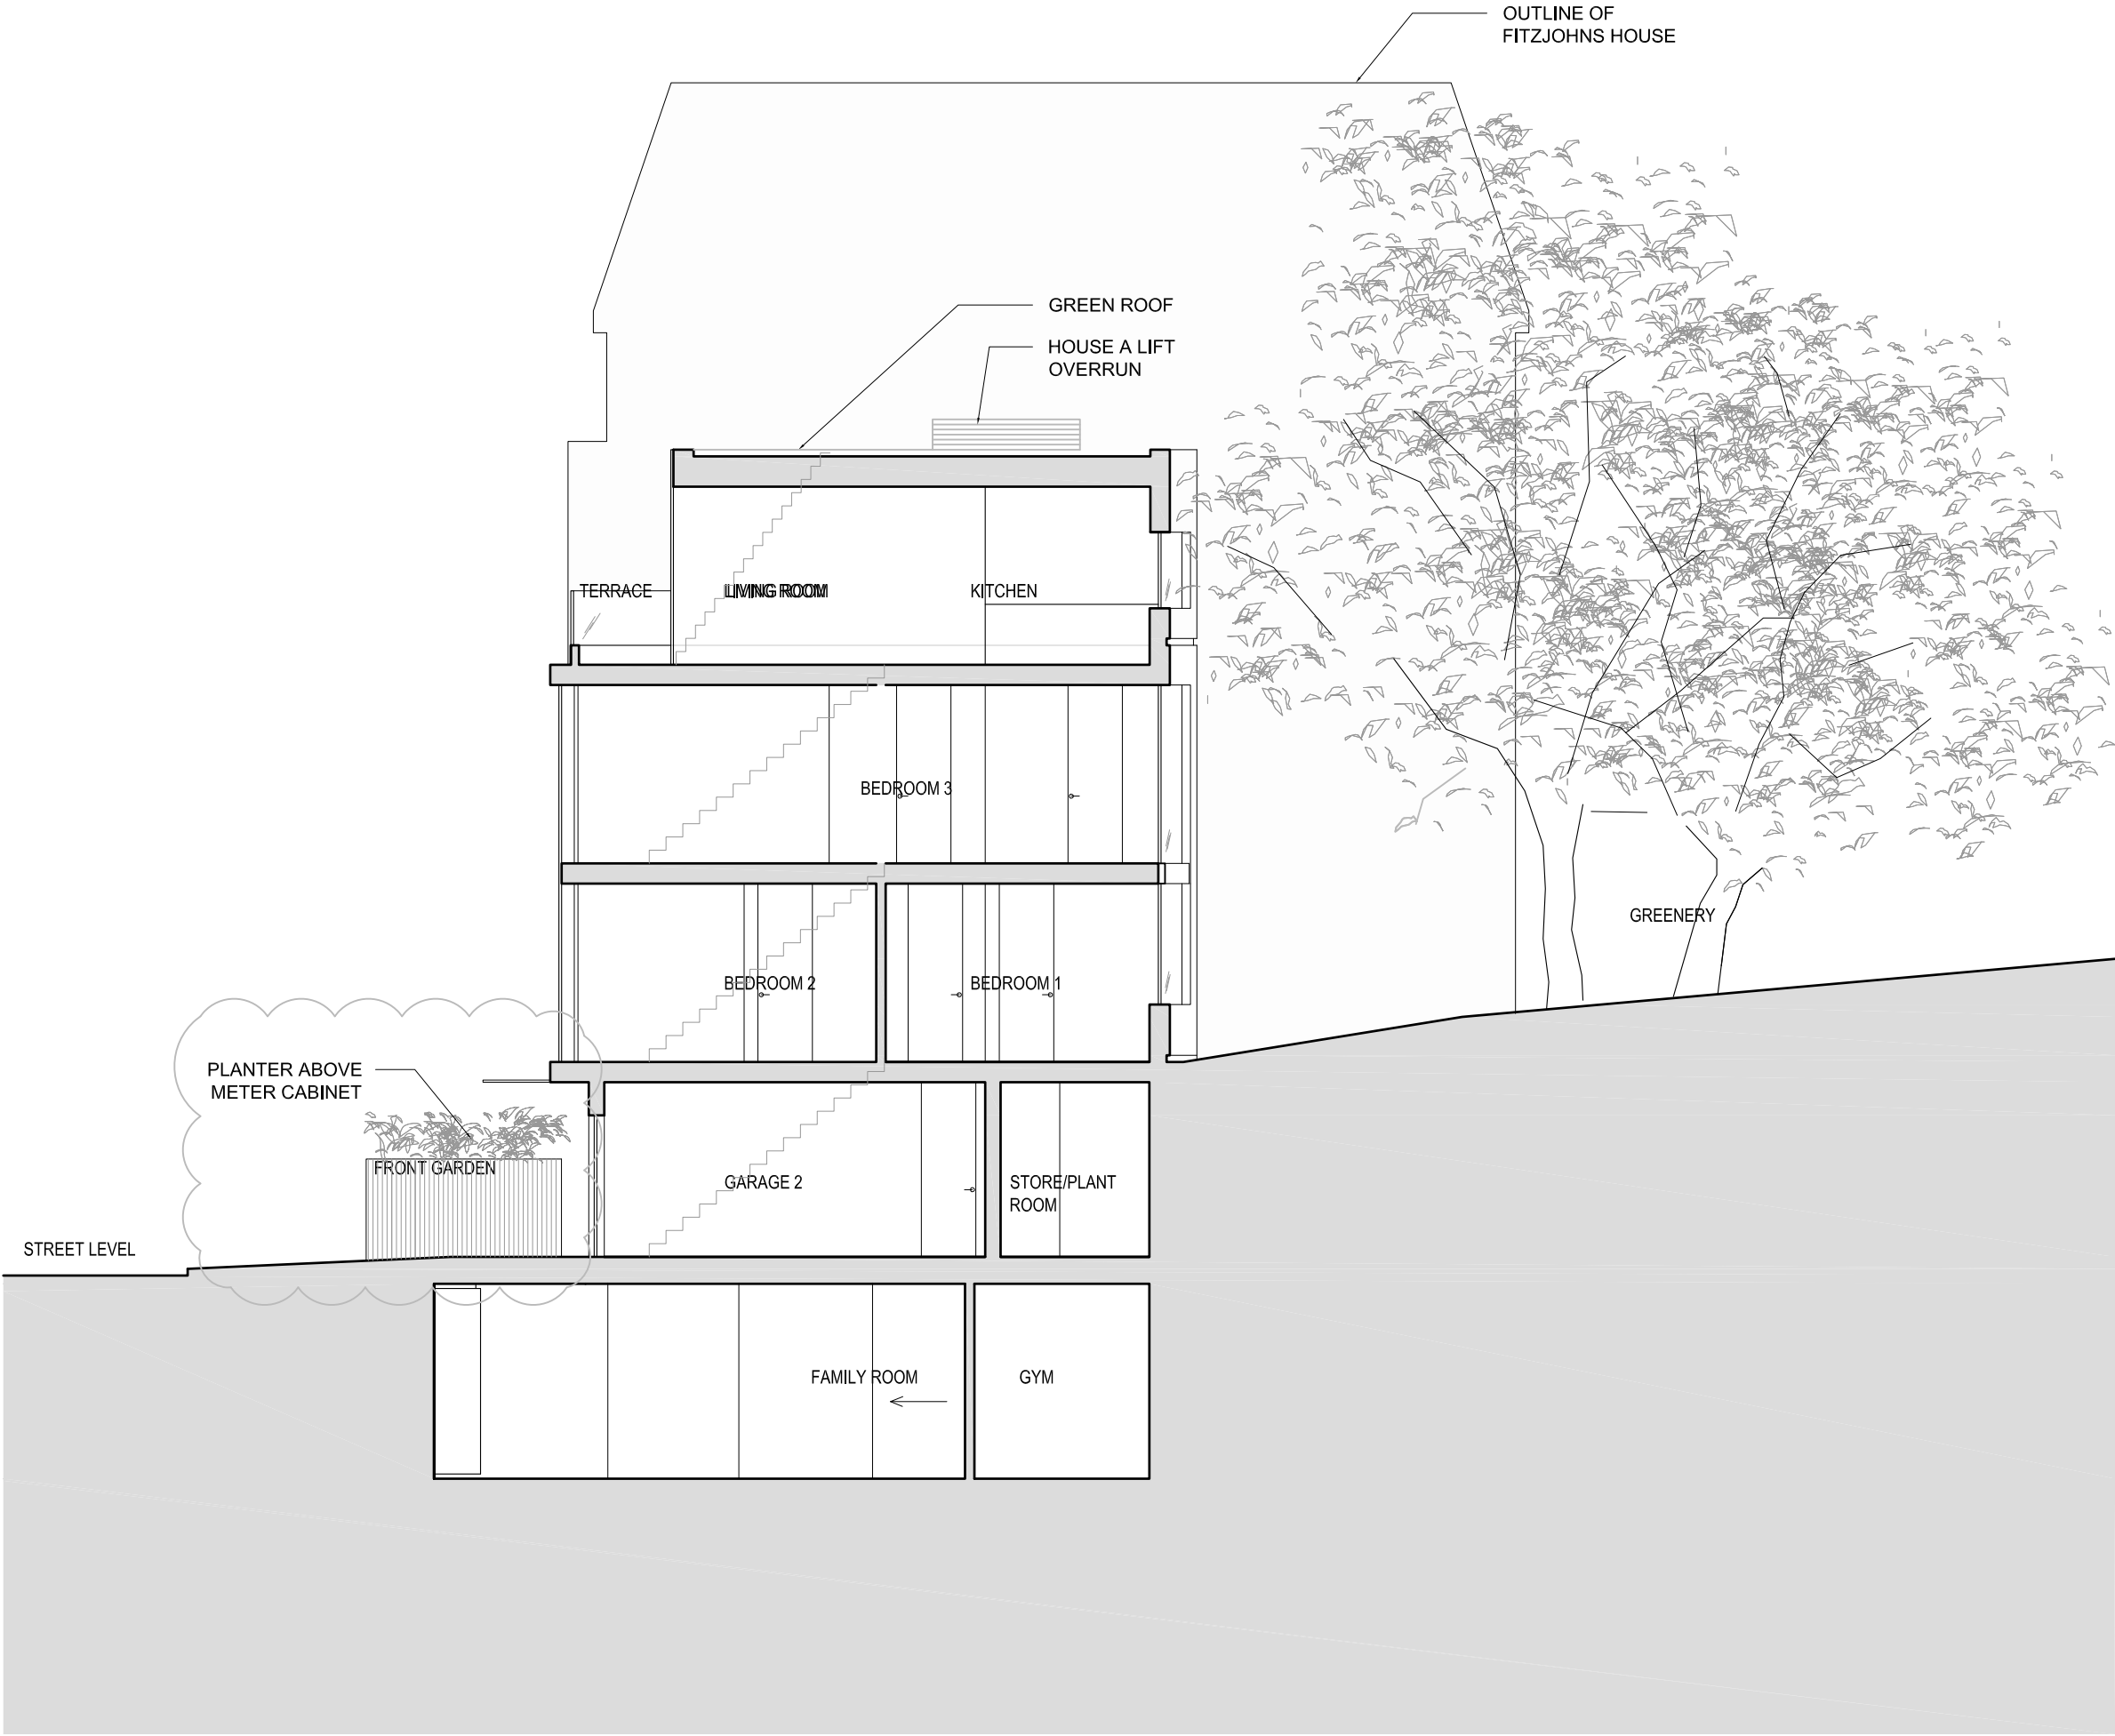 OUTLINE OF
FITZJOHNS HOUSE
GREEN ROOF
HOUSE A LIFT
OVERRUN
TERRACE
LIVING ROOM
KITCHEN
BEDROOM 3
GREENERY
BEDROOM 2
BEDROOM 1
PLANTER ABOVE
METER CABINET
FRONT GARDEN
GARAGE 2
STORE/PLANT
ROOM
STREET LEVEL
FAMILY ROOM
GYM